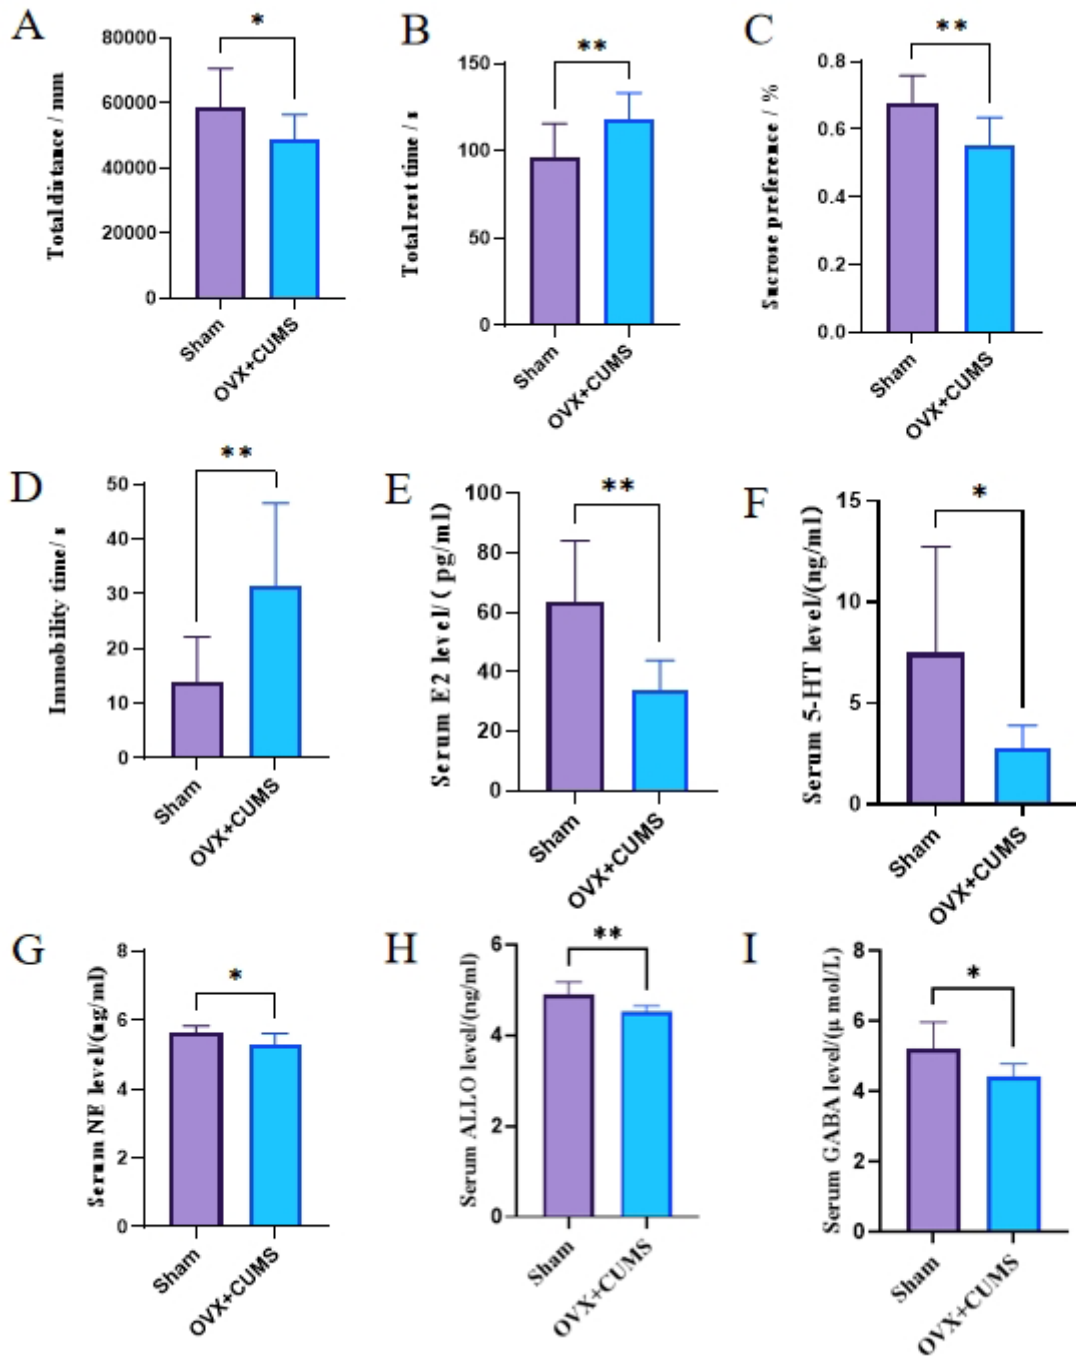 A
Total distance / mm
80000
60000
40000
20000
0
*
Sham
OVX+CUMS
B
Total rest time / s
150
100
50
0
**
Sham
OVX+CUMS
C
Sucrose preference / %
0.8
0.6
0.4
0.2
0.0
**
Sham
OVX+CUMS
D
Immobility time/ s
50
40
30
20
10
0
**
Sham
OVX+CUMS
E
Serum E2 level/( pg/ml)
100
80
60
40
20
0
**
Sham
OVX+CUMS
F
Serum 5-HT level/(ng/ml)
15
10
5
0
*
Sham
OVX+CUMS
G
Serum NE level/(ng/ml)
8
6
4
2
0
*
Sham
OVX+CUMS
H
Serum ALLO level/(ng/ml)
6
4
2
0
**
Sham
OVX+CUMS
I
Serum GABA level/(μ mol/L)
8
6
4
2
0
*
Sham
OVX+CUMS